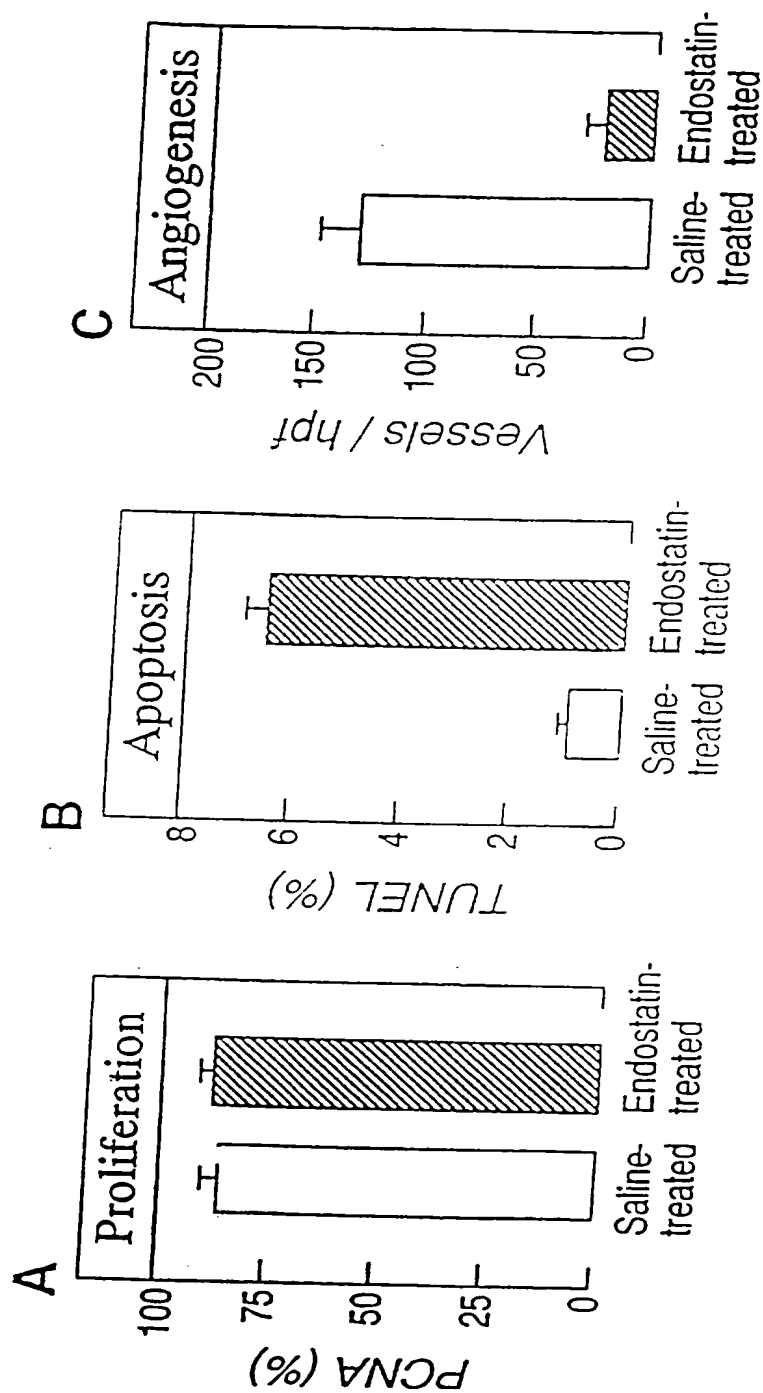 A
Proliferation
PCNA (%)
100
75
50
25
0
Saline-
treated
Endostatin-
treated
B
Apoptosis
TUNEL (%)
8
6
4
2
0
Saline-
treated
Endostatin-
treated
C
Angiogenesis
Vessels / hpf
200
150
100
50
0
Saline-
treated
Endostatin-
treated